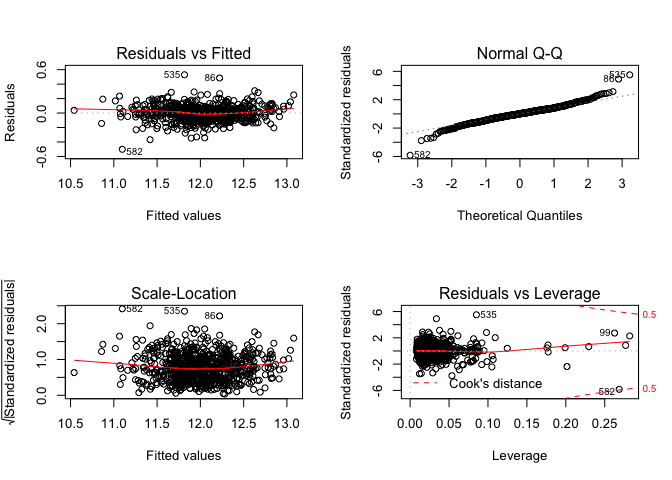 Residuals vs Fitted
Residuals
0.6
0.0
-0.6
535
86
582
10.5 11.0 11.5 12.0 12.5 13.0
Fitted values
Normal Q-Q
Standardized residuals
6
2
-2
-6
535
86
582
-3 -2 -1 0 1 2 3
Theoretical Quantiles
Scale-Location
√|Standardized residuals|
2.0
1.0
0.0
582
535
86
10.5 11.0 11.5 12.0 12.5 13.0
Fitted values
Residuals vs Leverage
Standardized residuals
6
2
-2
-6
535
99
582
0.5
0.5
Cook's distance
0.00 0.05 0.10 0.15 0.20 0.25
Leverage